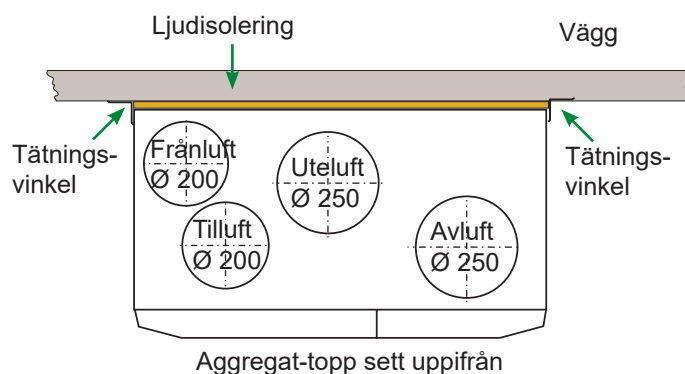 Ljudisolering
Vägg
Tätnings-
vinkel
Frånluft
Ø 200
Uteluft
Ø 250
Tätnings-
vinkel
Tilluft
Ø 200
Avluft
Ø 250
Aggregat-topp sett uppifrån